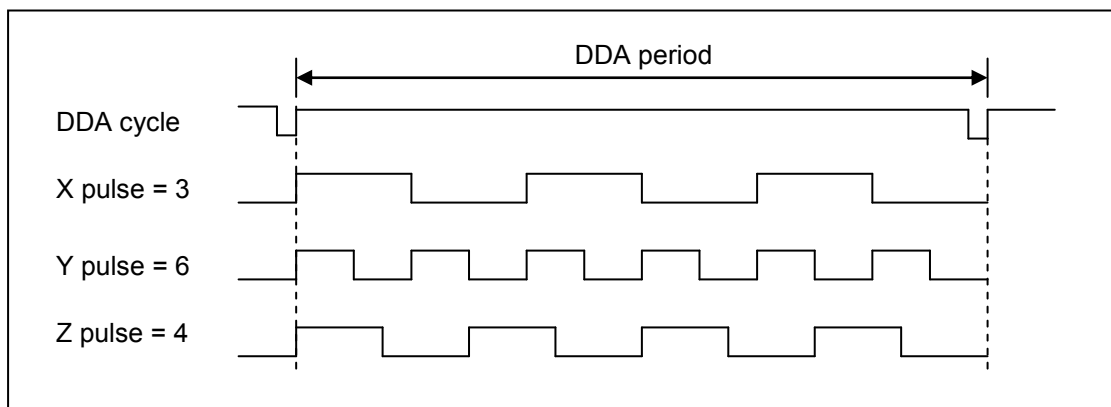 DDA period
DDA cycle
X pulse = 3
Y pulse = 6
Z pulse = 4